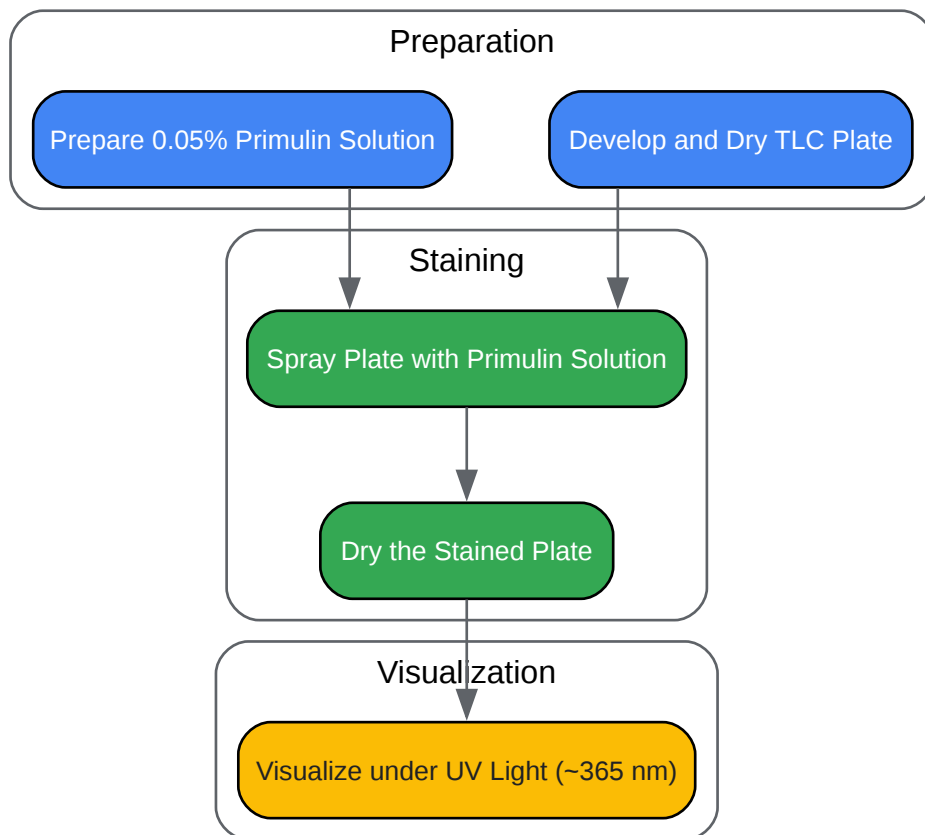 Preparation
Prepare 0.05% Primulin Solution
Develop and Dry TLC Plate
Staining
Spray Plate with Primulin Solution
Dry the Stained Plate
Visualization
Visualize under UV Light (~365 nm)